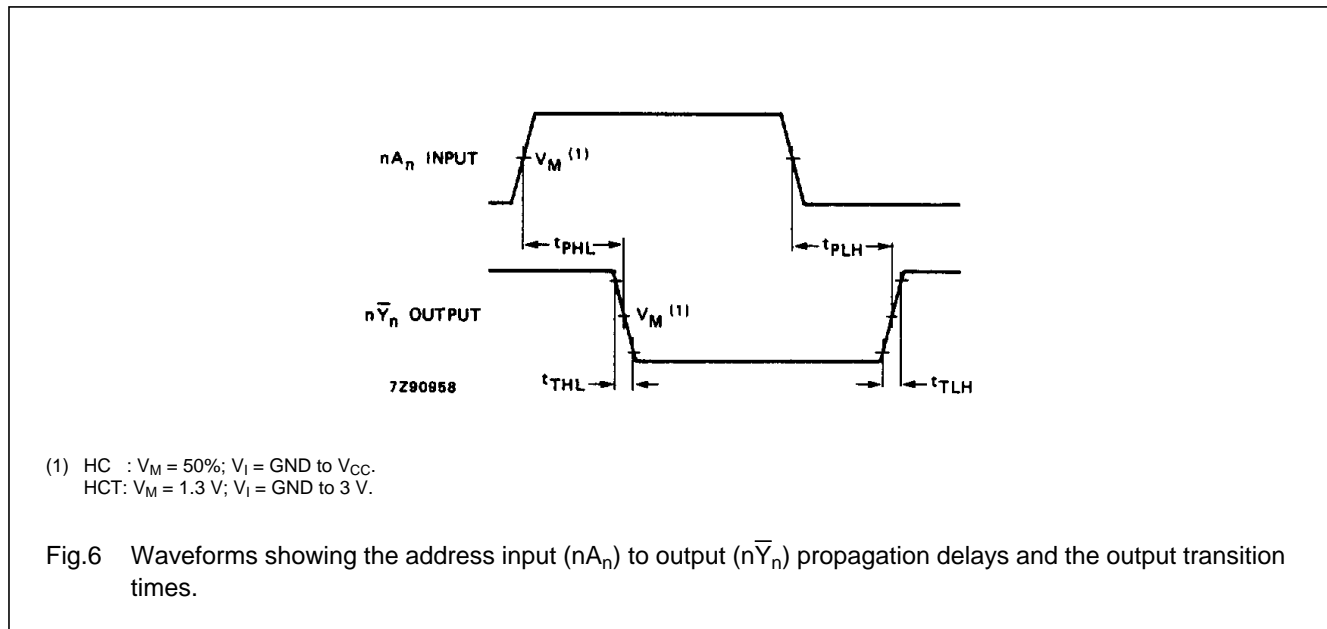 nAn INPUT
VM (1)
tPHL
tPLH
nY̅n OUTPUT
VM (1)
7Z90958
tTHL
tTLH
(1) HC : VM = 50%; VI = GND to VCC.
HCT: VM = 1.3 V; VI = GND to 3 V.
Fig.6 Waveforms showing the address input (nAn) to output (nY̅n) propagation delays and the output transition
times.